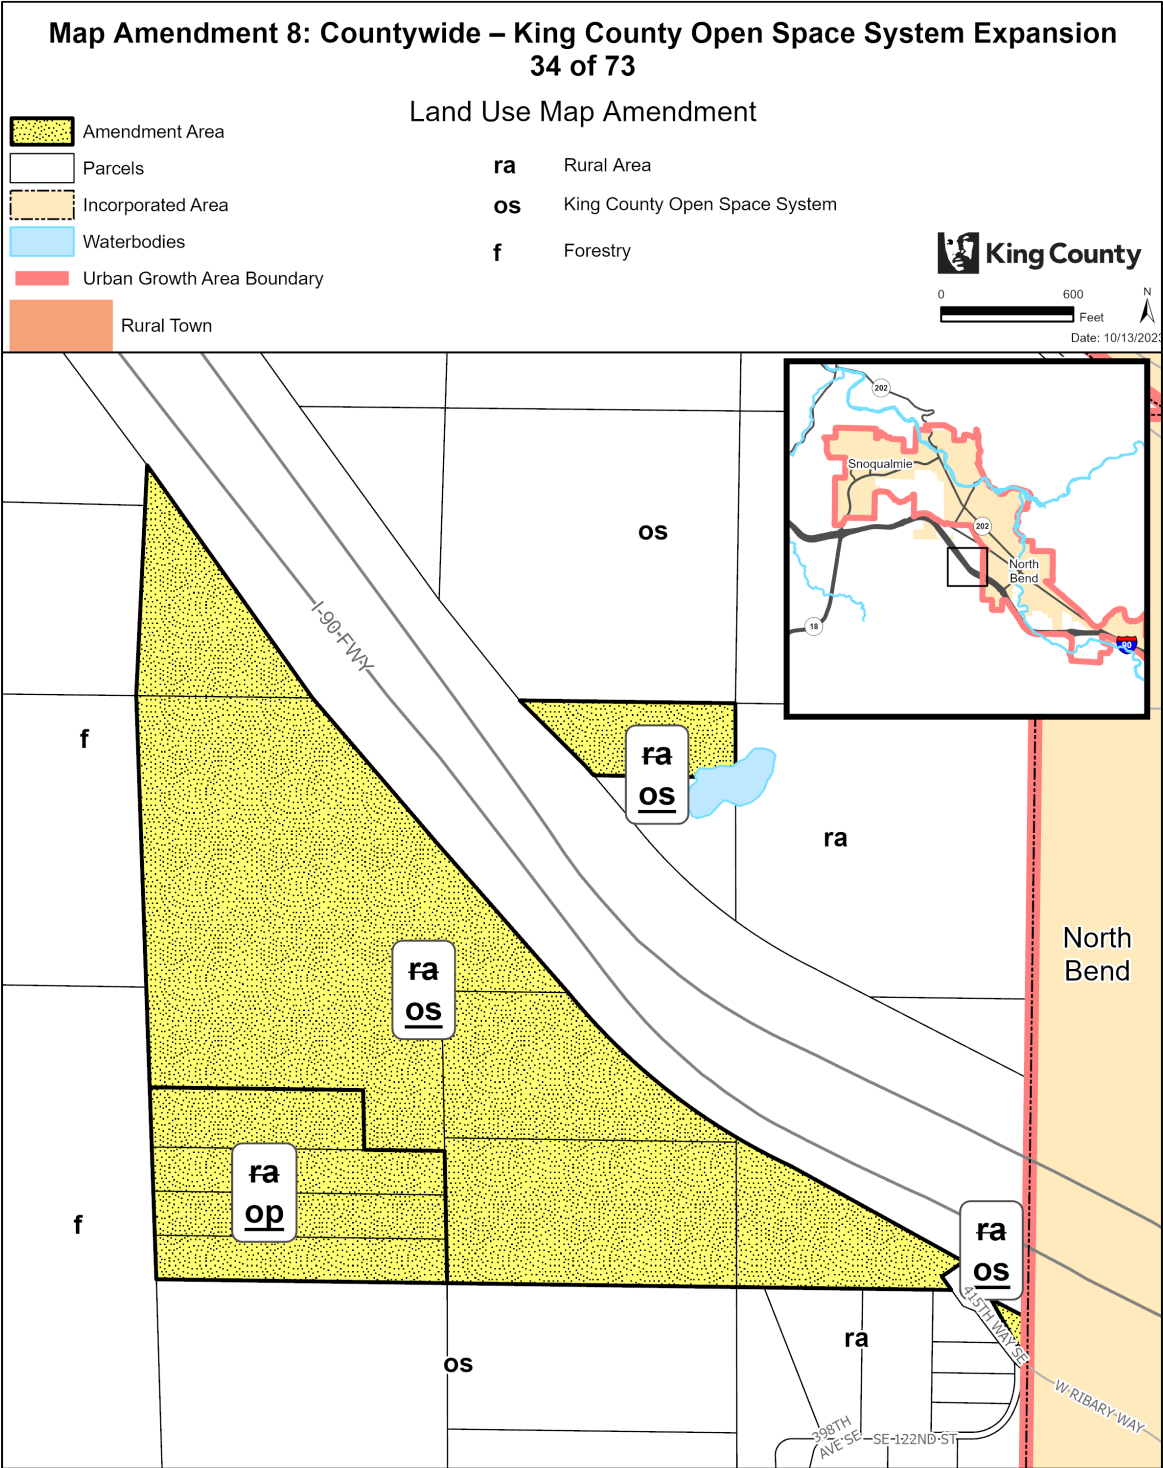 Map Amendment 8: Countywide – King County Open Space System Expansion
34 of 73
Land Use Map Amendment
Amendment Area
Parcels
Incorporated Area
Waterbodies
Urban Growth Area Boundary
Rural Town
ra Rural Area
os King County Open Space System
f Forestry
King County
0 600
Feet
N
Date: 10/13/2023
202
Snoqualmie
202
North
Bend
18
90
os
I-90 FWY
f
ra
os
ra
North
Bend
ra
os
ra
op
f
ra
os
415TH WAY SE
ra
os
W RIBARY WAY
398TH
AVE SE
SE 122ND ST